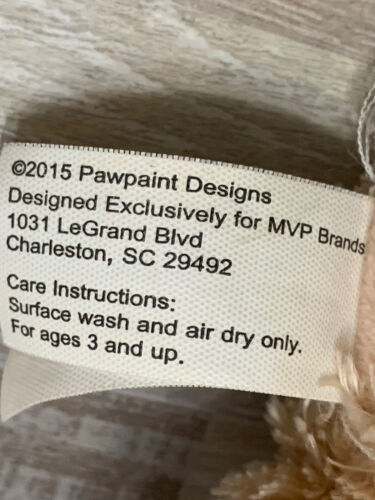 ©2015 Pawpaint Designs
Designed Exclusively for MVP Brands
1031 LeGrand Blvd
Charleston, SC 29492
Care Instructions:
Surface wash and air dry only.
For ages 3 and up.